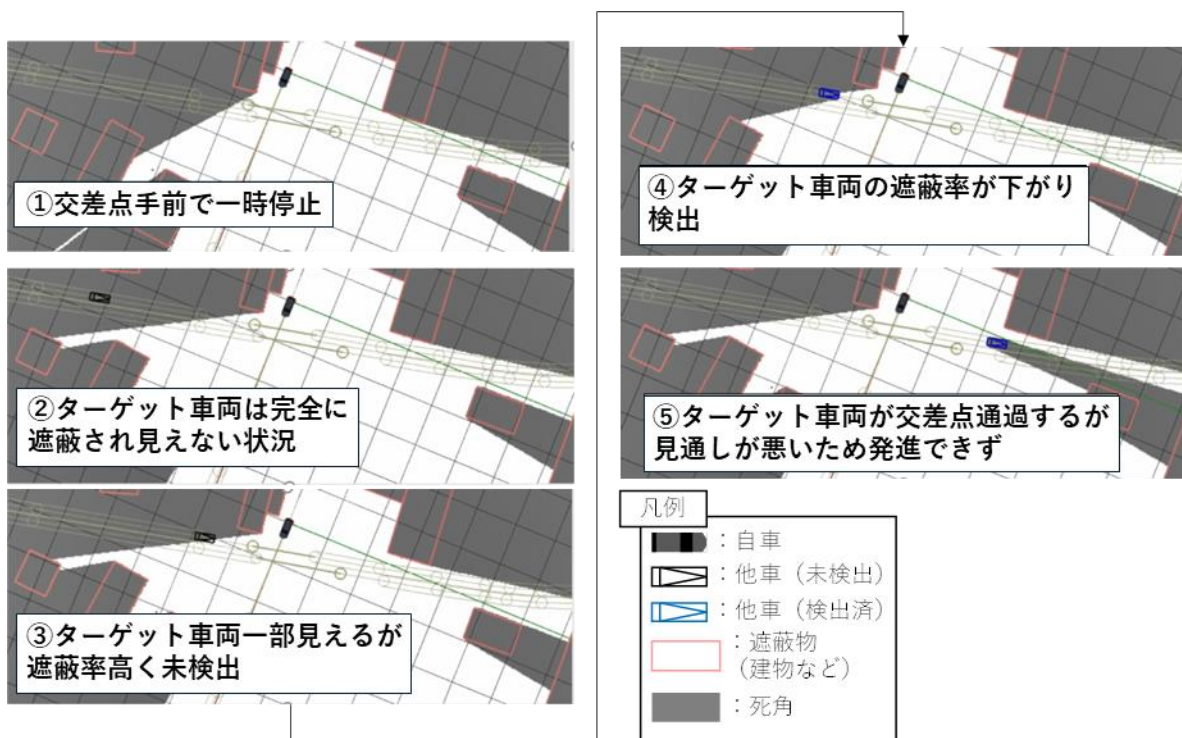 ①交差点手前で一時停止
②ターゲット車両は完全に
遮蔽され見えない状況
③ターゲット車両一部見えるが
遮蔽率高く未検出
④ターゲット車両の遮蔽率が下がり
検出
⑤ターゲット車両が交差点通過するが
見通しが悪いため発進できず
凡例
：自車
：他車（未検出）
：他車（検出済）
：遮蔽物
（建物など）
：死角